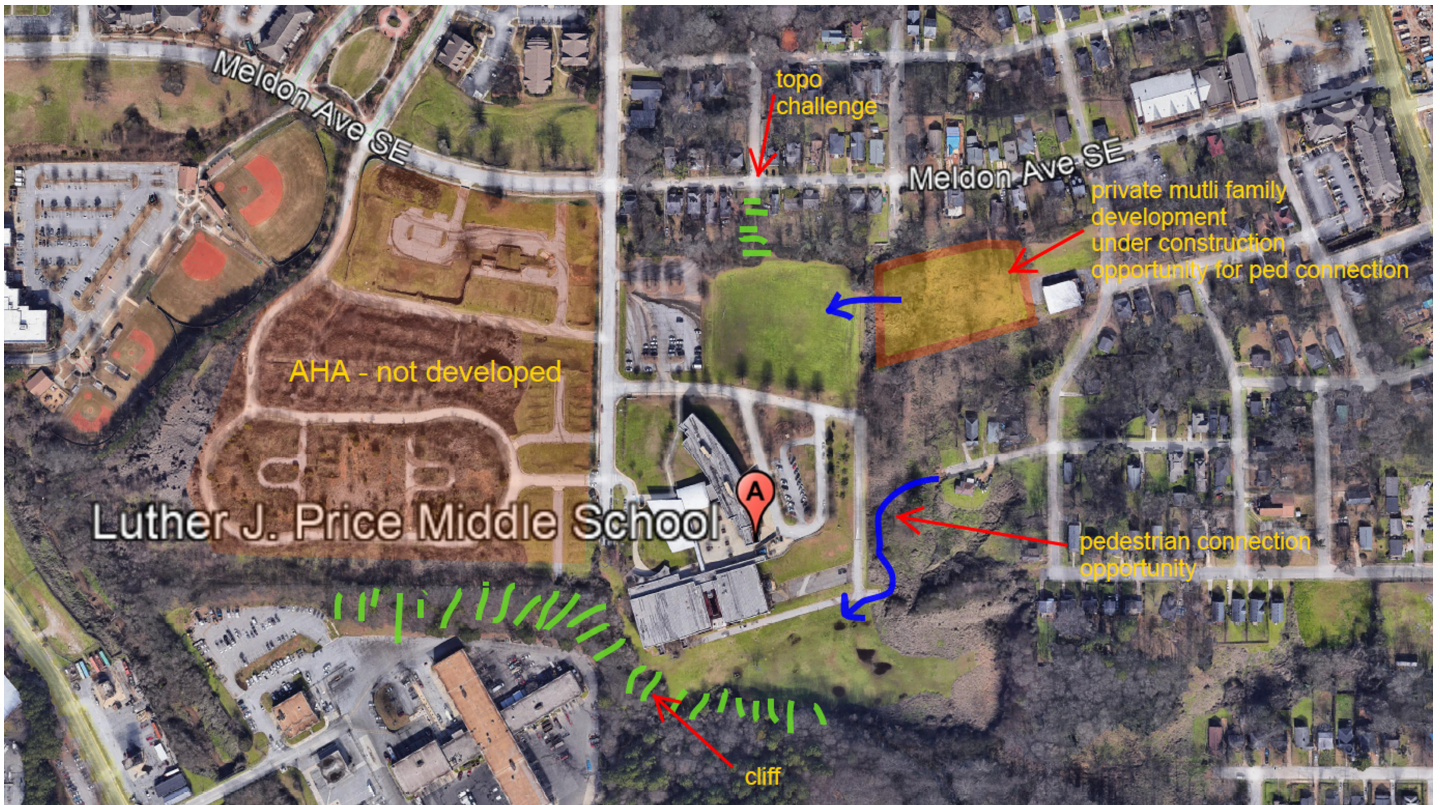 Meldon Ave SE
topo
challenge
Meldon Ave SE
private mutli family
development
under construction
opportunity for ped connection
AHA - not developed
A
Luther J. Price Middle School
pedestrian connection
opportunity
cliff